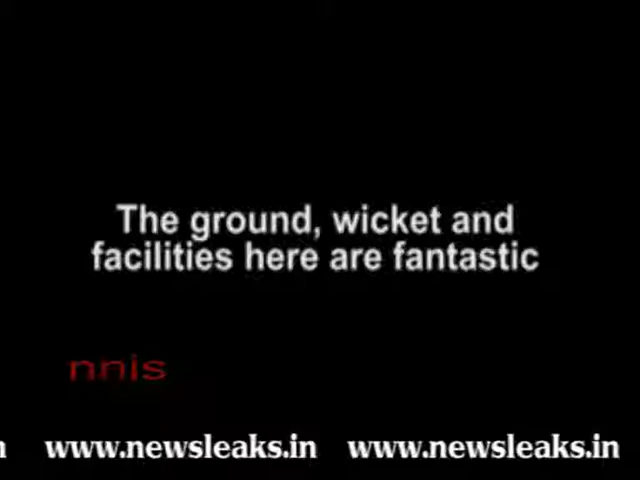 The ground, wicket and
facilities here are fantastic
nnis
n www.newsleaks.in www.newsleaks.in